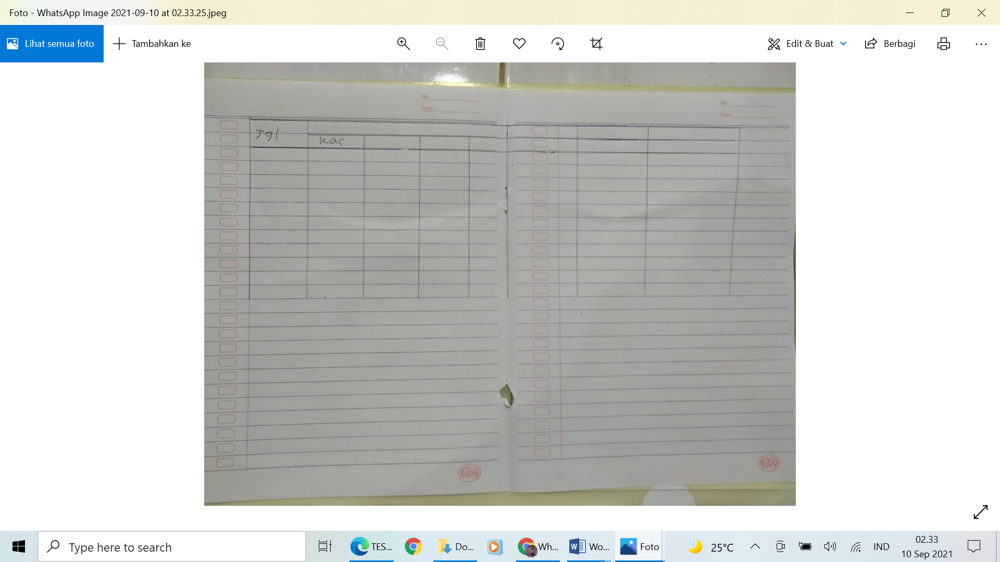 Foto - WhatsApp Image 2021-09-10 at 02.33.25.jpeg
Lihat semua foto
Tambahkan ke
Edit & Buat
Berbagi
No.
Date :
No.
Date :
Tgl
Kas
SiDU
SiDU
Type here to search
TES...
Do...
Wh...
Wo...
Foto
25°C
IND
02.33
10 Sep 2021